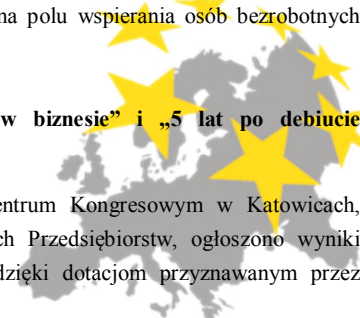 na polu wspierania osób bezrobotnych
w biznesie” i „5 lat po debiucie
entrum Kongresowym w Katowicach,
ch Przedsiębiorstw, ogłoszono wyniki
dzięki dotacjom przyznawanym przez